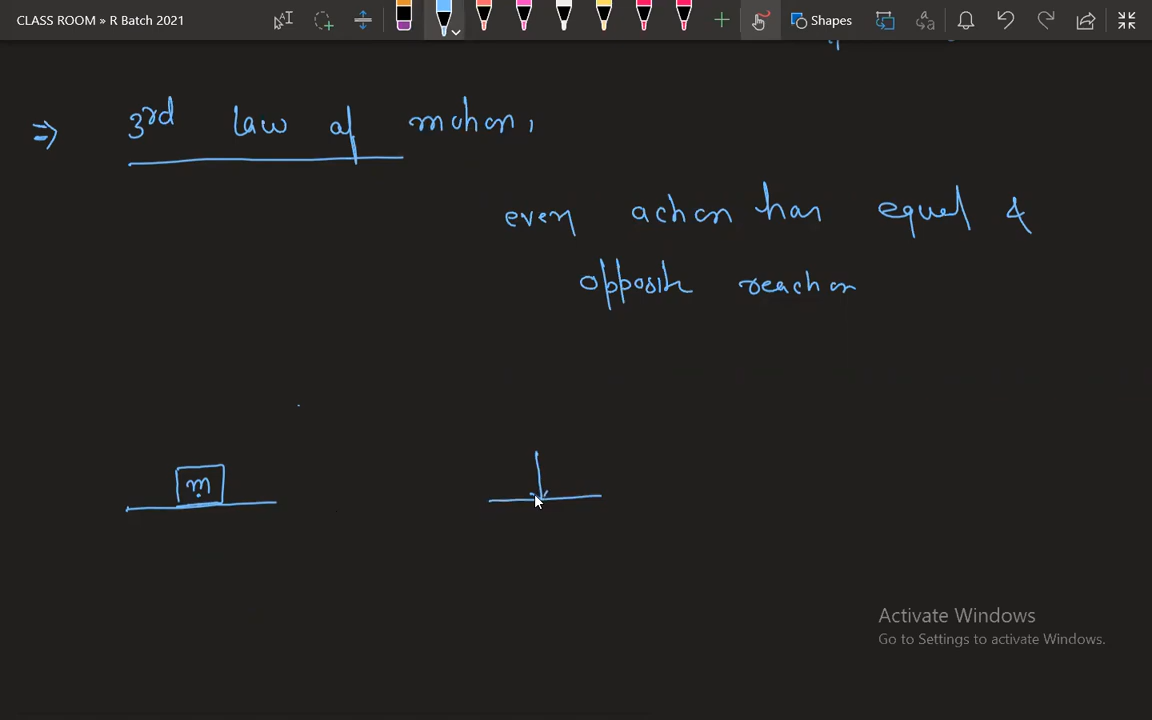 CLASS ROOM » R Batch 2021
Shapes
⇒ 3rd law of motion,
every action has equal &
opposite reaction
m
Activate Windows
Go to Settings to activate Windows.